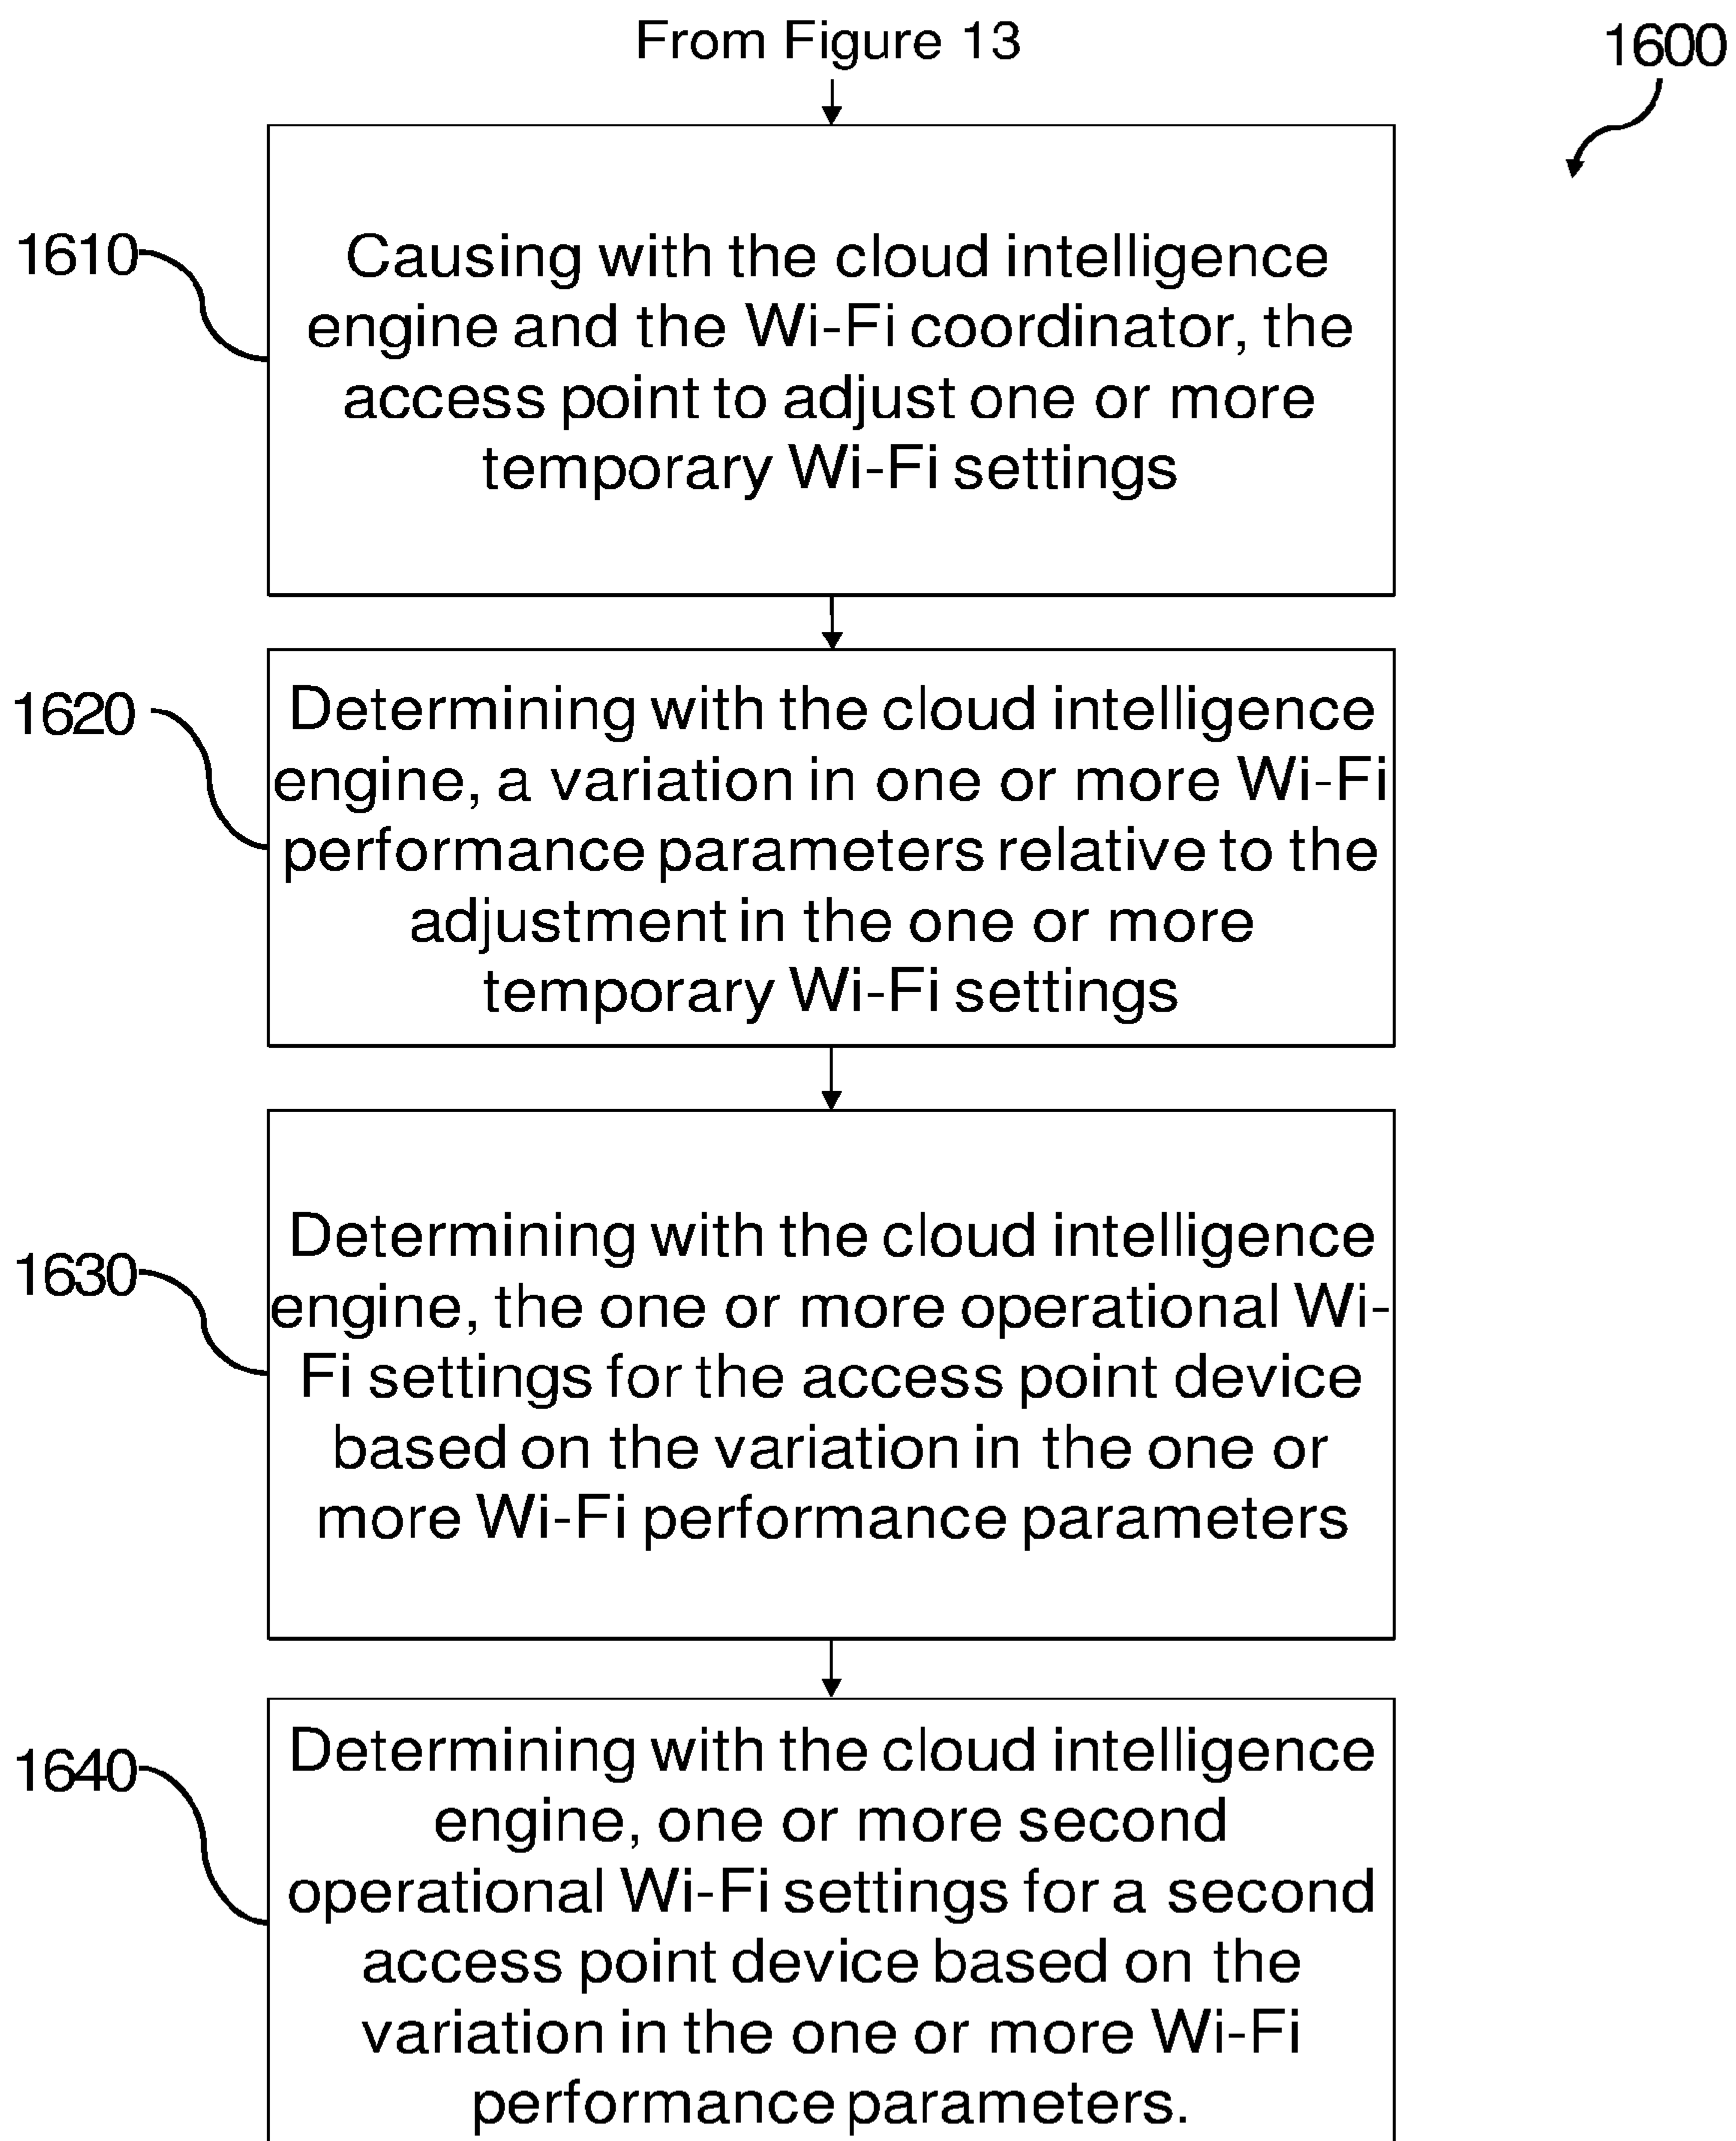 From Figure 13
1600
1610
Causing with the cloud intelligence
engine and the Wi-Fi coordinator, the
access point to adjust one or more
temporary Wi-Fi settings
1620
Determining with the cloud intelligence
engine, a variation in one or more Wi-Fi
performance parameters relative to the
adjustment in the one or more
temporary Wi-Fi settings
1630
Determining with the cloud intelligence
engine, the one or more operational Wi-
Fi settings for the access point device
based on the variation in the one or
more Wi-Fi performance parameters
1640
Determining with the cloud intelligence
engine, one or more second
operational Wi-Fi settings for a second
access point device based on the
variation in the one or more Wi-Fi
performance parameters.